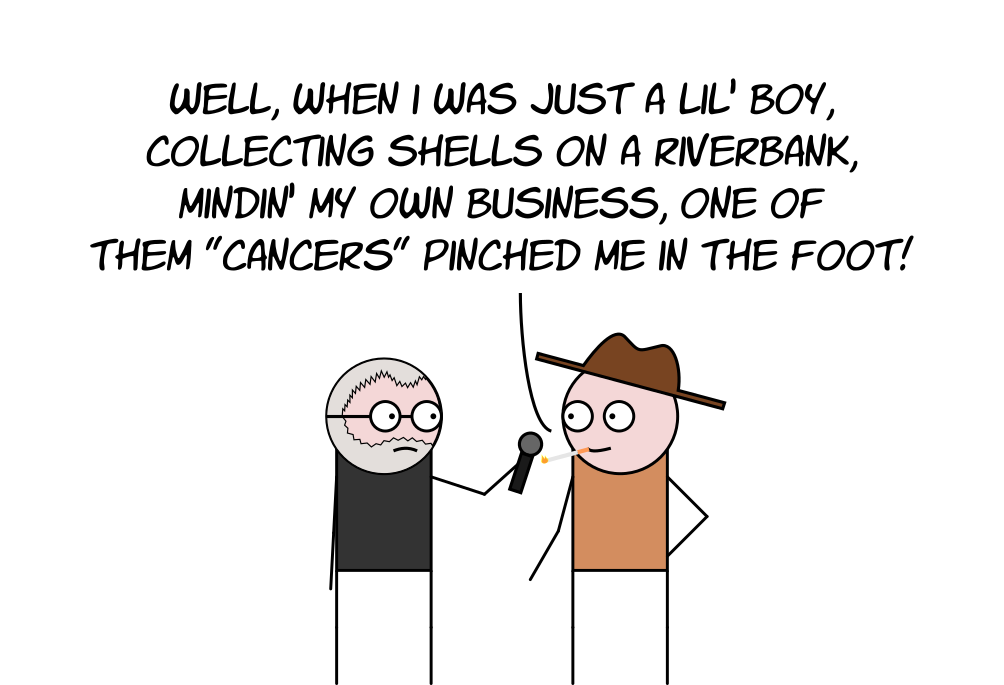 WELL, WHEN I WAS JUST A LIL' BOY,
COLLECTING SHELLS ON A RIVERBANK,
MINDIN' MY OWN BUSINESS, ONE OF
THEM "CANCERS" PINCHED ME IN THE FOOT!